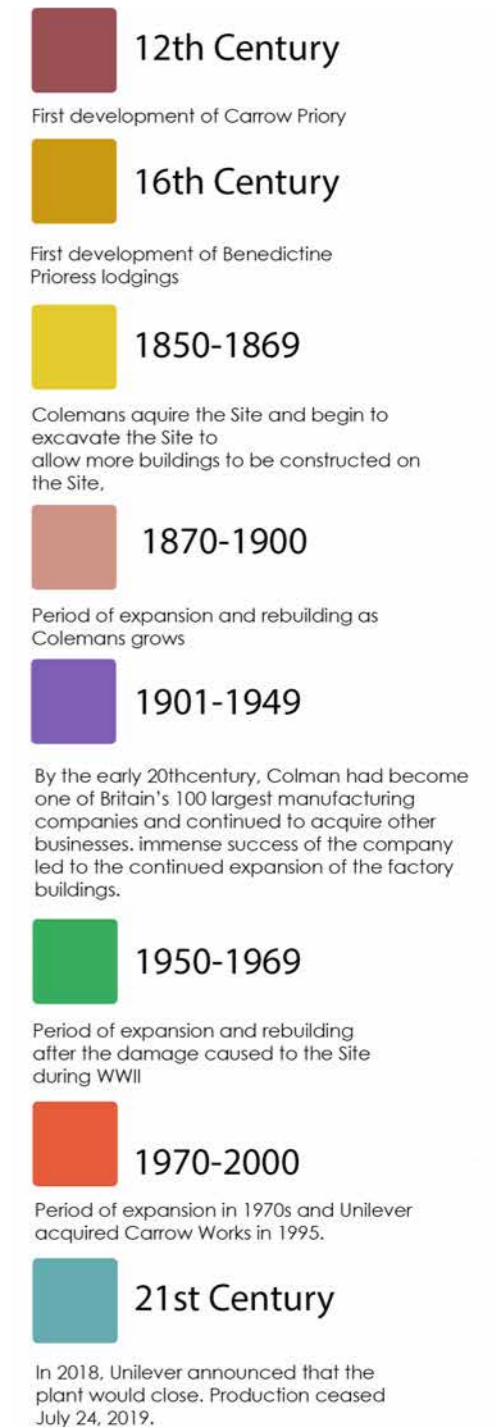 12th Century
First development of Carrow Priory
16th Century
First development of Benedictine
Prioress lodgings
1850-1869
Colemans aquire the Site and begin to
excavate the Site to
allow more buildings to be constructed on
the Site,
1870-1900
Period of expansion and rebuilding as
Colemans grows
1901-1949
By the early 20thcentury, Colman had become
one of Britain's 100 largest manufacturing
companies and continued to acquire other
businesses. immense success of the company
led to the continued expansion of the factory
buildings.
1950-1969
Period of expansion and rebuilding
after the damage caused to the Site
during WWII
1970-2000
Period of expansion in 1970s and Unilever
acquired Carrow Works in 1995.
21st Century
In 2018, Unilever announced that the
plant would close. Production ceased
July 24, 2019.